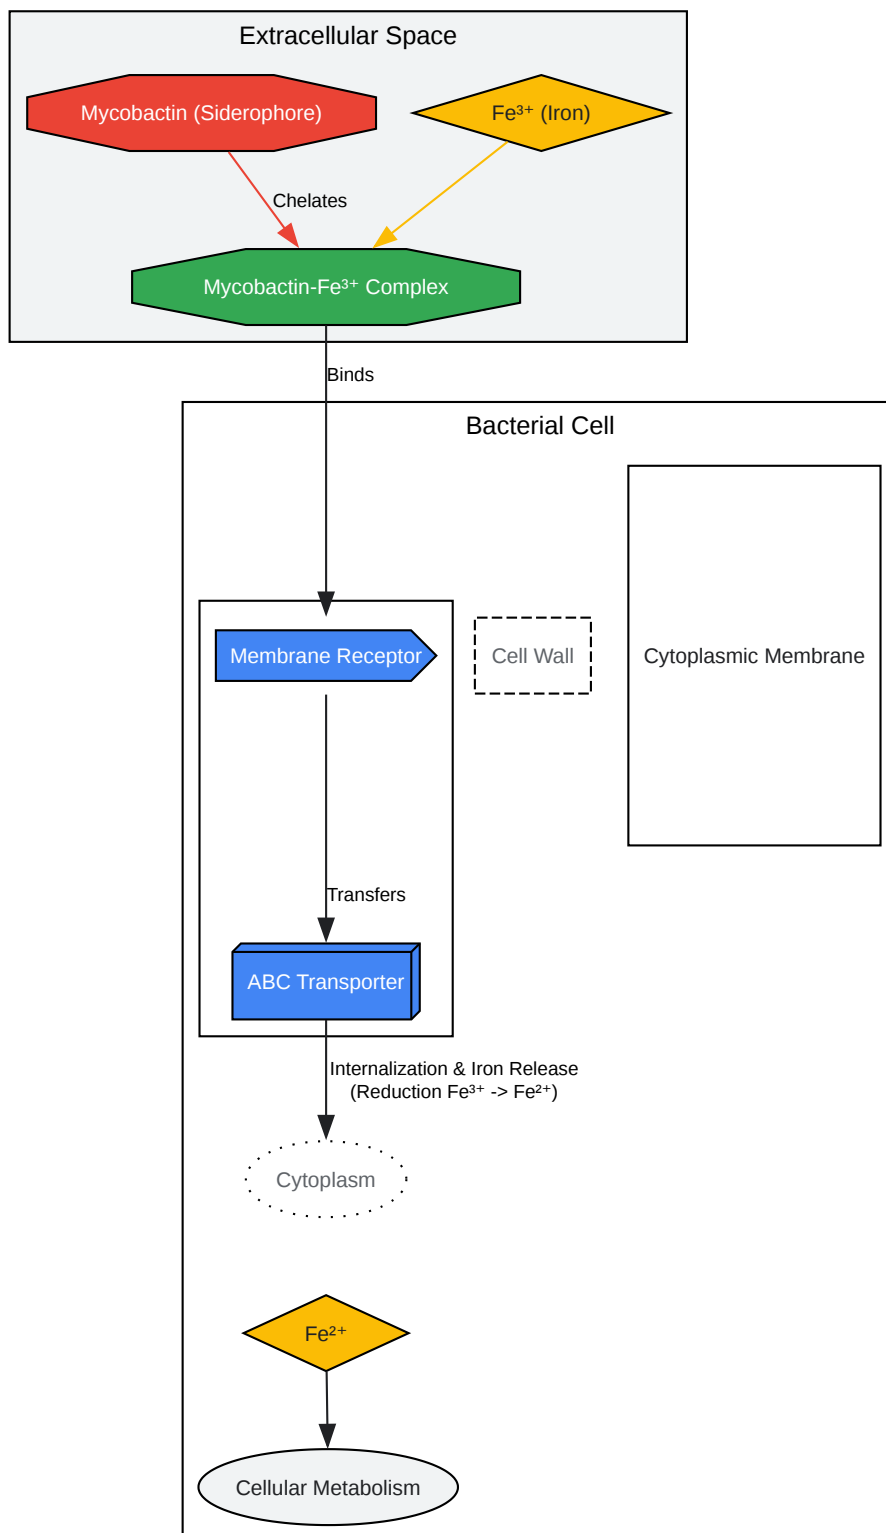 Extracellular Space
Mycobactin (Siderophore)
Fe³⁺ (Iron)
Chelates
Mycobactin-Fe³⁺ Complex
Binds
Bacterial Cell
Membrane Receptor
Cell Wall
Cytoplasmic Membrane
Transfers
ABC Transporter
Internalization & Iron Release
(Reduction Fe³⁺ -> Fe²⁺)
Cytoplasm
Fe²⁺
Cellular Metabolism